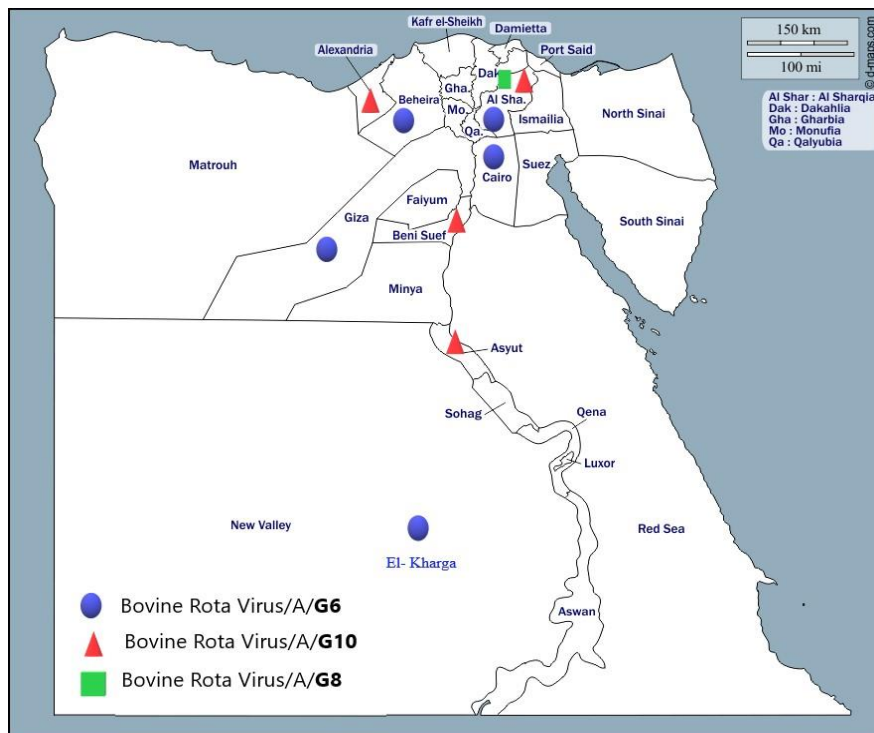 Kafr el-Sheikh
Damietta
Alexandria
Port Said
150 km
100 mi
© d-maps.com
Dak
Gha.
Beheira
Al Sha.
Mo.
Ismailia
North Sinai
Qa.
Al Shar : Al Sharqia
Dak : Dakahlia
Gha : Gharbia
Mo : Monufia
Qa : Qalyubia
Matrouh
Cairo
Suez
Faiyum
Giza
South Sinai
Beni Suef
Minya
Asyut
Sohag
Qena
Luxor
New Valley
Red Sea
El- Kharga
Aswan
Bovine Rota Virus/A/G6
Bovine Rota Virus/A/G10
Bovine Rota Virus/A/G8